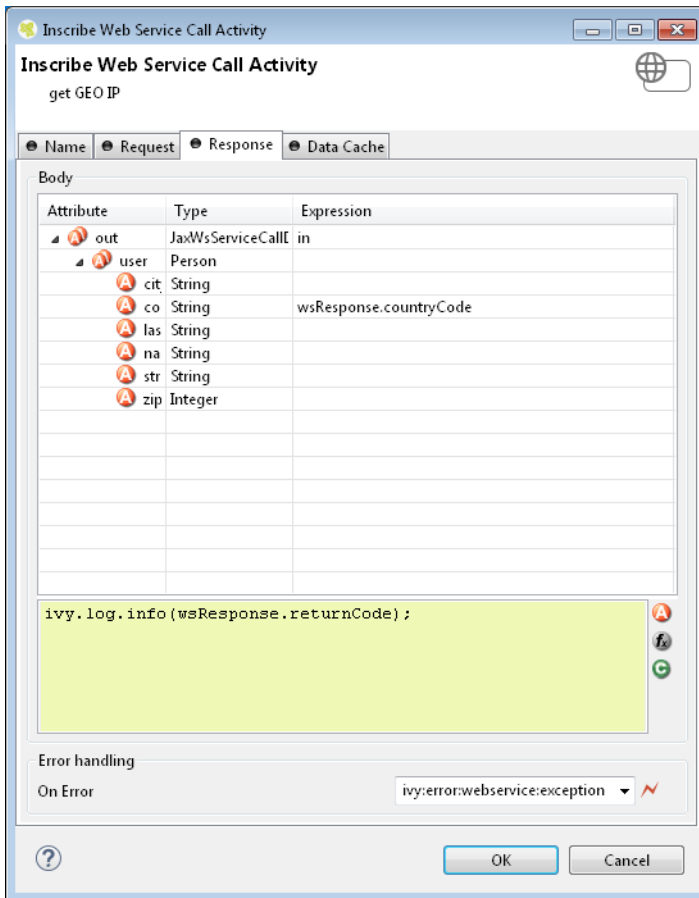 Inscribe Web Service Call Activity
Inscribe Web Service Call Activity
get GEO IP
Name Request Response Data Cache
Body
Attribute Type Expression
out JaxWsServiceCallD in
user Person
cit String
co String wsResponse.countryCode
las String
na String
str String
zip Integer
ivy.log.info(wsResponse.returnCode);
Error handling
On Error ivy:error:webservice:exception
OK Cancel